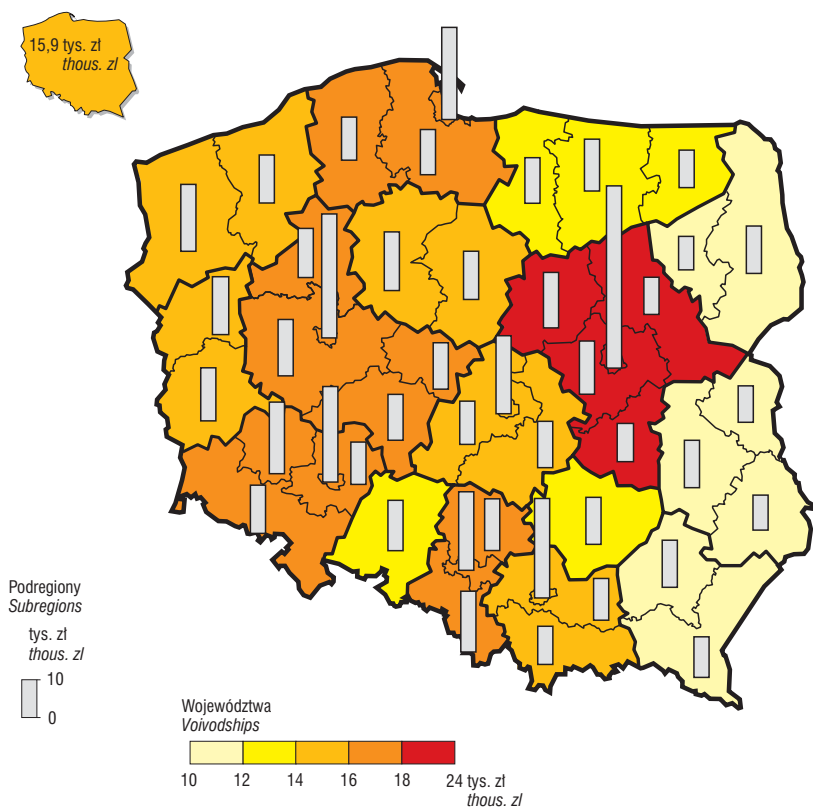 15,9 tys. zł
thous. zl
Podregiony
Subregions
tys. zł
thous. zl
10
0
Województwa
Voivodships
10 12 14 16 18 24 tys. zł
thous. zl